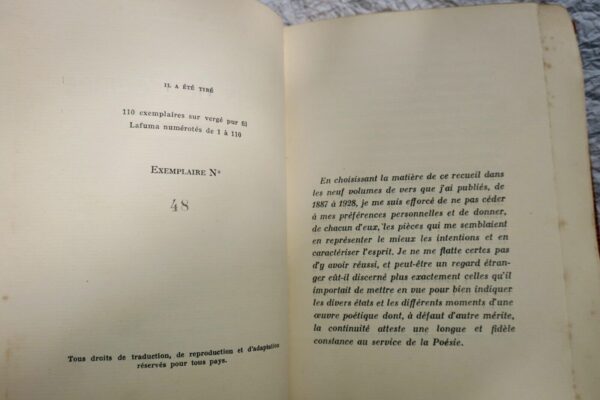 IL A ÉTÉ TIRÉ
110 exemplaires sur vergé pur fil
Lafuma numérotés de 1 à 110
EXEMPLAIRE N°
48
Tous droits de traduction, de reproduction et d'adaptation
réservés pour tous pays.
En choisissant la matière de ce recueil dans
les neuf volumes de vers que j'ai publiés, de
1887 à 1928, je me suis efforcé de ne pas céder
à mes préférences personnelles et de donner,
de chacun d'eux, les pièces qui me semblaient
en représenter le mieux les intentions et en
caractériser l'esprit. Je ne me flatte certes pas
d'y avoir réussi, et peut-être un regard étran-
ger eût-il discerné plus exactement celles qu'il
importait de mettre en vue pour bien indiquer
les divers états et les différents moments d'une
œuvre poétique dont, à défaut d'autre mérite,
la continuité atteste une longue et fidèle
constance au service de la Poésie.